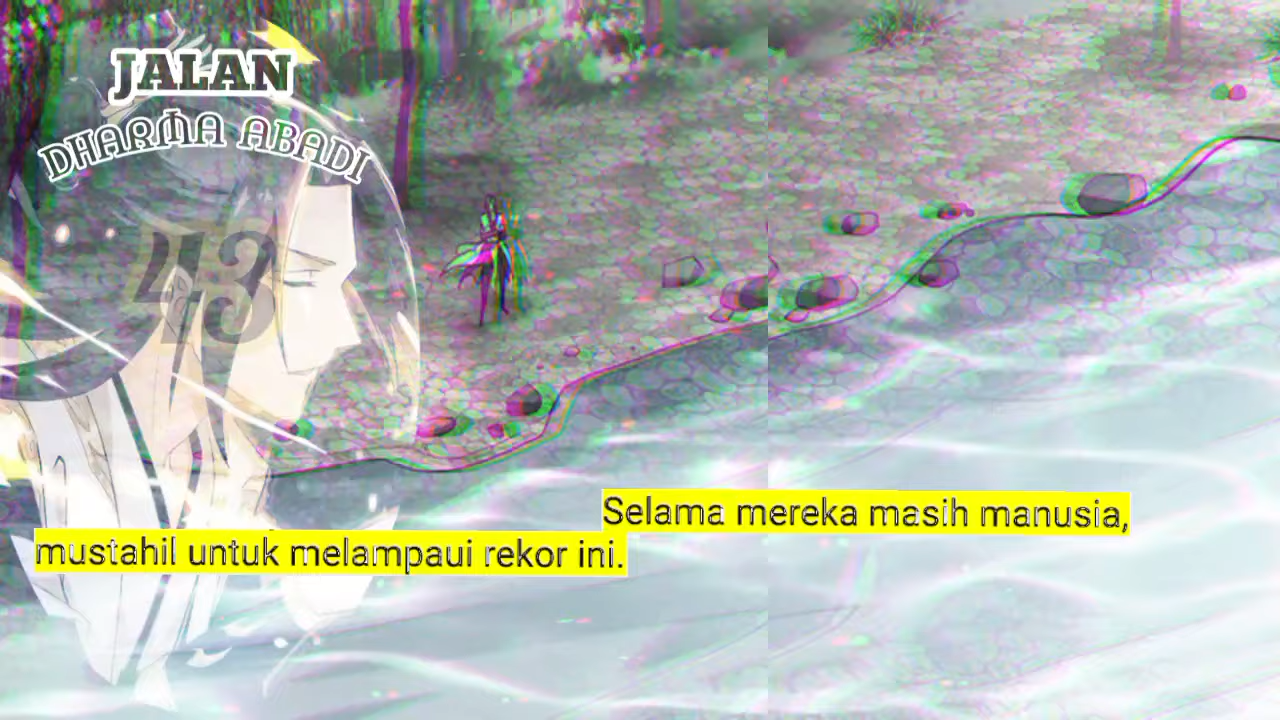 JALAN
DHARMA ABADI
43
Selama mereka masih manusia,
mustahil untuk melampaui rekor ini.